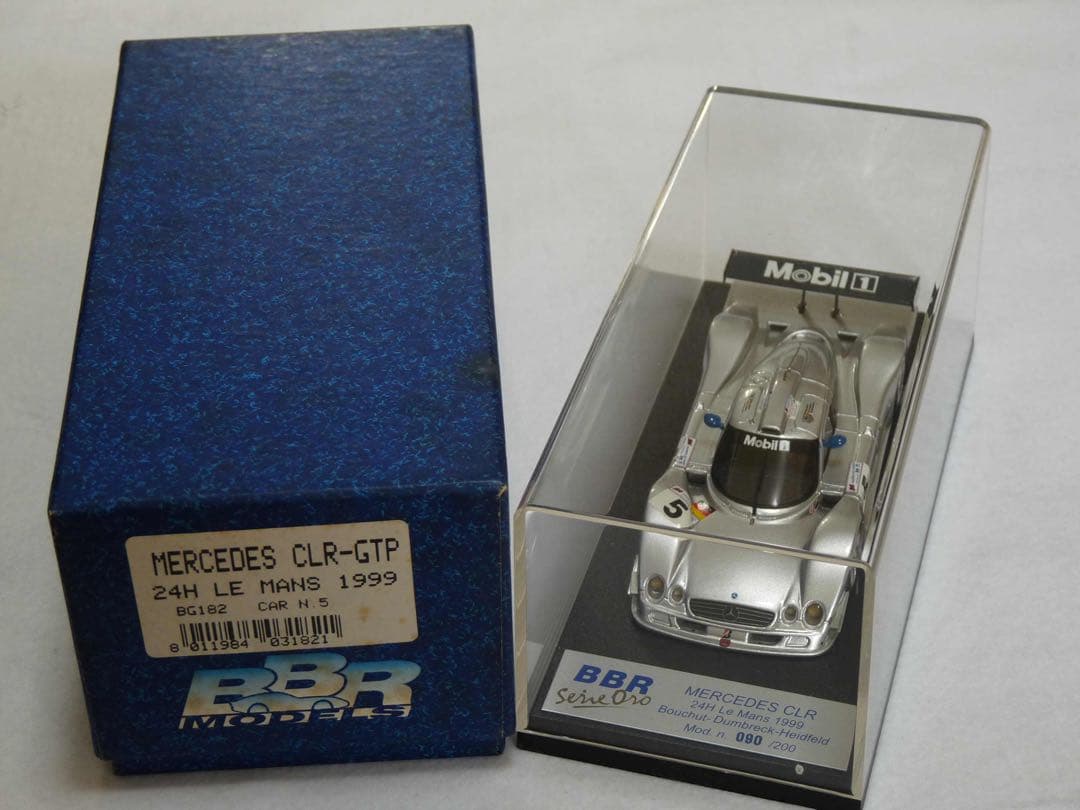 MERCEDES CLR-GTP
24H LE MANS 1999
BG182 CAR N.5
8 011984 031821
BBR
MODELS
Mobil 1
Mobil 1
5
BBR
Serie Oro
MERCEDES CLR
24H Le Mans 1999
Bouchut-Dumbreck-Heidfeld
Mod. n. 090 /200